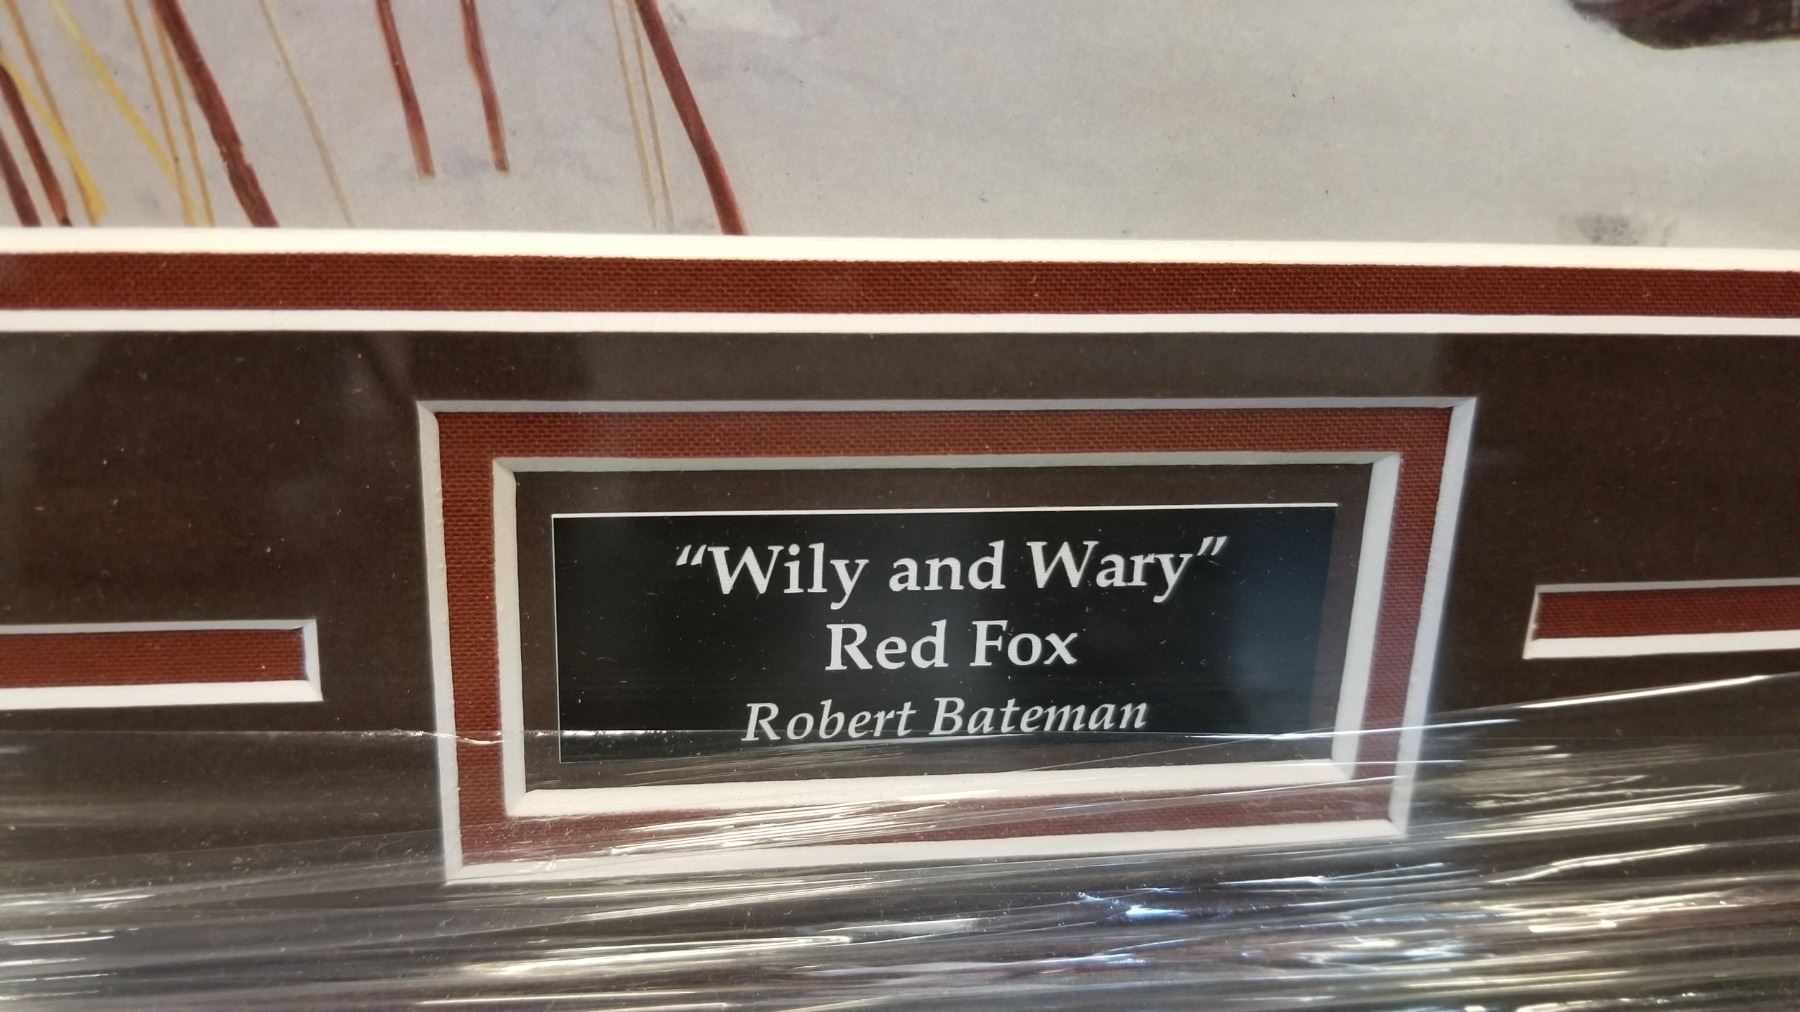 “Wily and Wary”
Red Fox
Robert Bateman